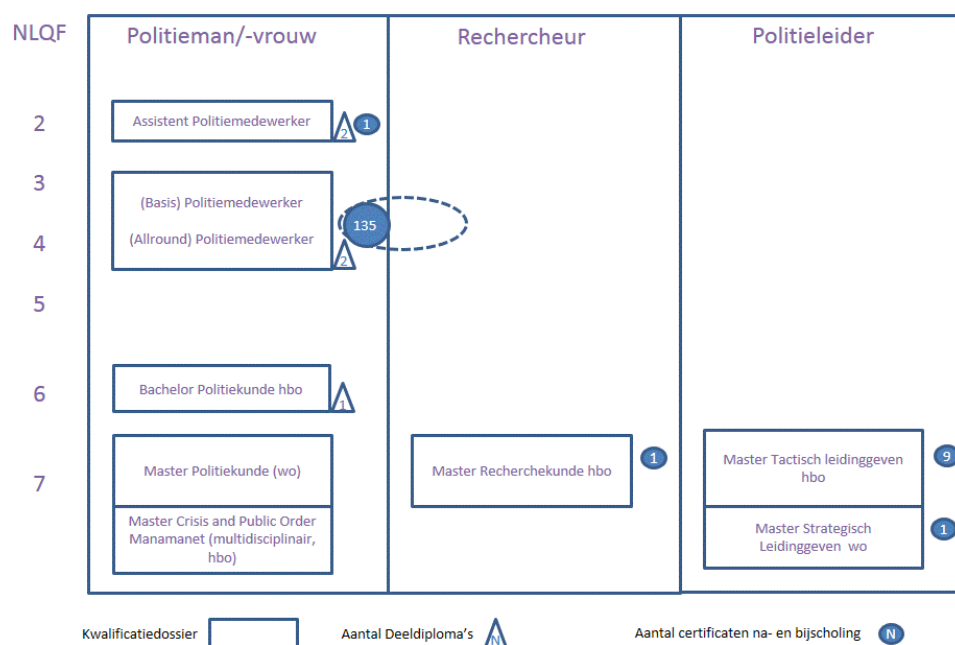 NLQF
Politieman/-vrouw
Rechercheur
Politieleider
2
Assistent Politiemedewerker
2
1
3
(Basis) Politiemedewerker
135
4
(Allround) Politiemedewerker
2
5
6
Bachelor Politiekunde hbo
1
7
Master Politiekunde (wo)
Master Recherchekunde hbo
1
Master Tactisch leidinggeven
hbo
9
Master Crisis and Public Order
Manamanet (multidisciplinair,
hbo)
Master Strategisch
Leidinggeven wo
1
Kwalificatiedossier
Aantal Deeldiploma's
N
Aantal certificaten na- en bijscholing
N